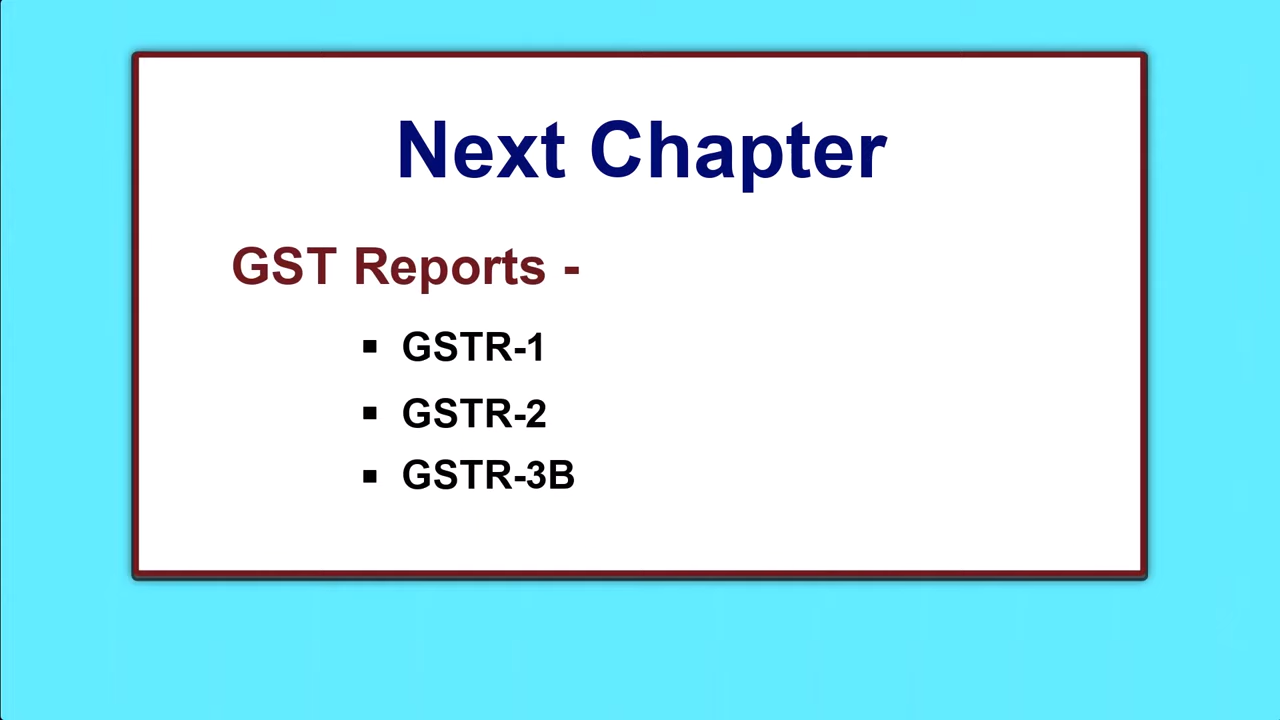 Next Chapter
GST Reports -
▪ GSTR-1
▪ GSTR-2
▪ GSTR-3B